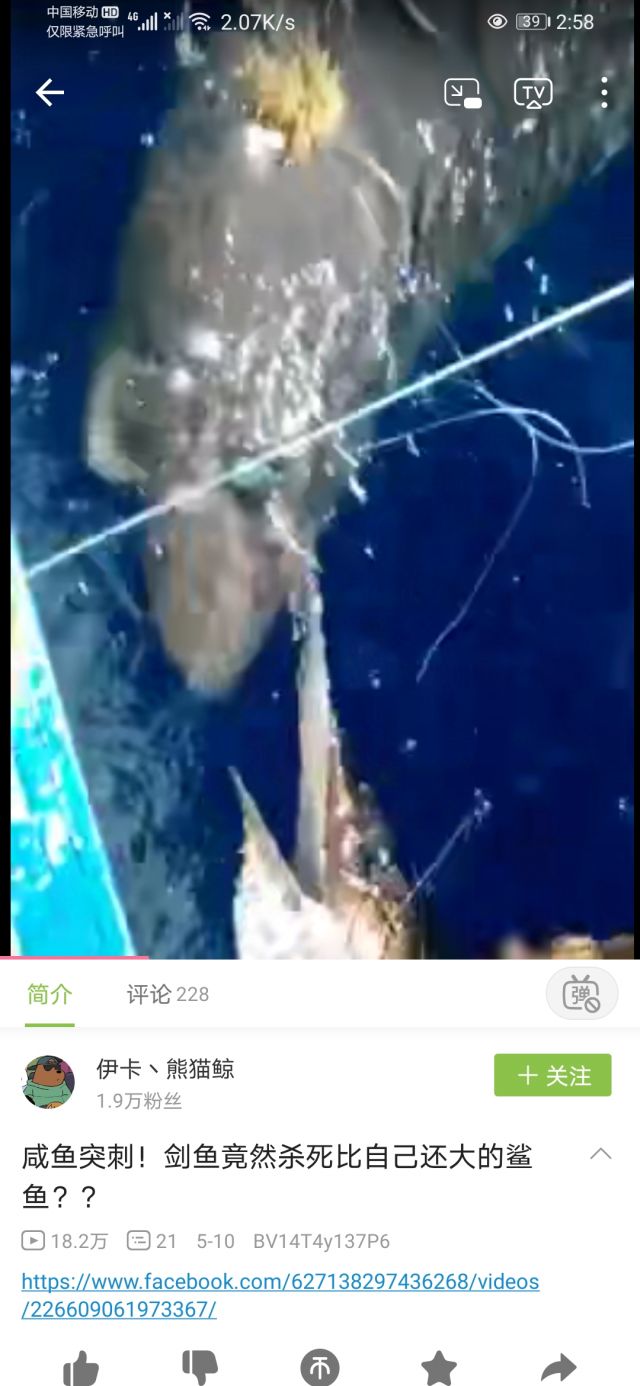 中国移动 HD 4G 2.07K/s 39 2:58
仅限紧急呼叫
TV
简介 评论 228 弹
伊卡丶熊猫鲸
1.9万粉丝
+ 关注
咸鱼突刺！剑鱼竟然杀死比自己还大的鲨
鱼？？
18.2万 21 5-10 BV14T4y137P6
https://www.facebook.com/627138297436268/videos
/226609061973367/